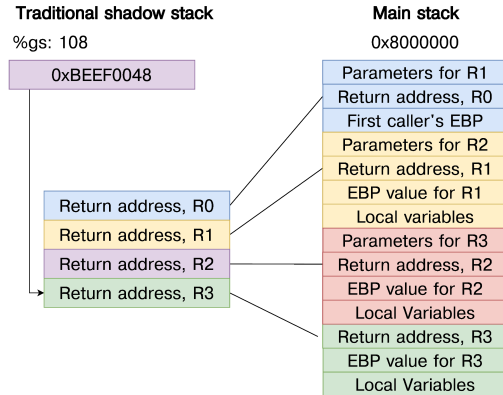 Traditional shadow stack
%gs: 108
0xBEEF0048
Return address, R0
Return address, R1
Return address, R2
Return address, R3
Main stack
0x8000000
Parameters for R1
Return address, R0
First caller's EBP
Parameters for R2
Return address, R1
EBP value for R1
Local variables
Parameters for R3
Return address, R2
EBP value for R2
Local Variables
Return address, R3
EBP value for R3
Local Variables